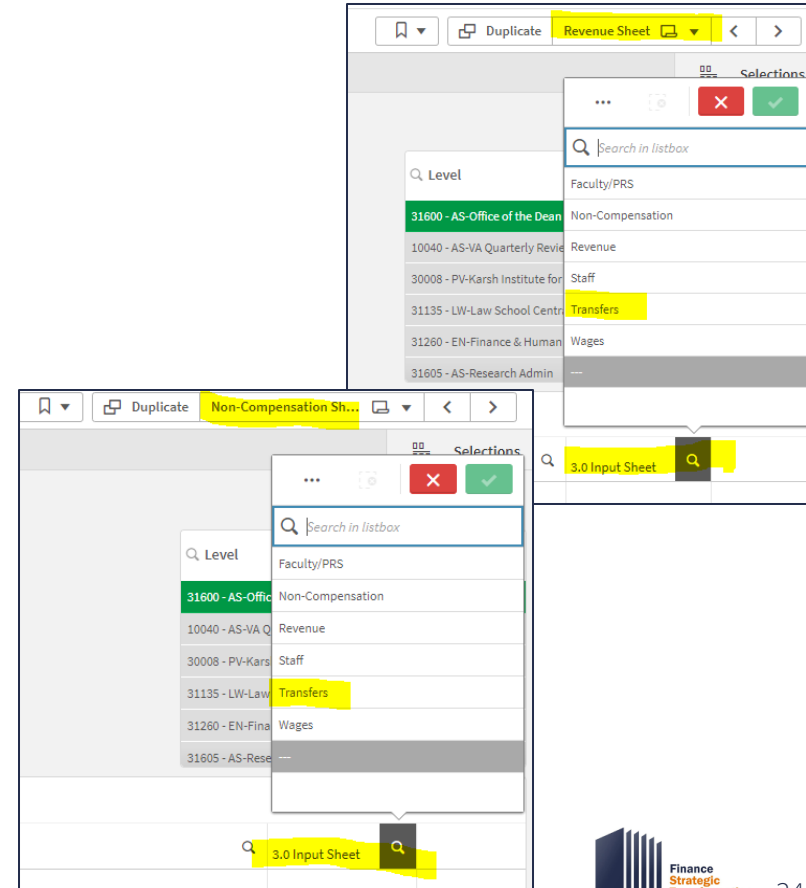 Duplicate Revenue Sheet
Selections
Search in listbox
Level
Faculty/PRS
31600 - AS-Office of the Dean
Non-Compensation
10040 - AS-VA Quarterly Revie
Revenue
30008 - PV-Karsh Institute for
Staff
31135 - LW-Law School Centr
Transfers
31260 - EN-Finance & Human
Wages
31605 - AS-Research Admin
---
3.0 Input Sheet
Duplicate Non-Compensation Sh...
Selections
Search in listbox
Level
Faculty/PRS
31600 - AS-Offic
Non-Compensation
10040 - AS-VA Q
Revenue
30008 - PV-Kars
Staff
31135 - LW-Law
Transfers
31260 - EN-Fina
Wages
31605 - AS-Rese
---
3.0 Input Sheet
Finance
Strategic
24